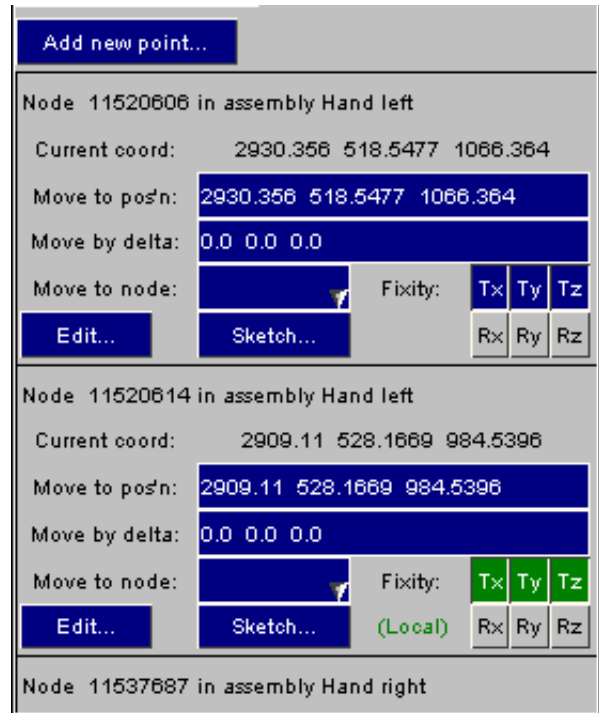 Add new point...
Node 11520606 in assembly Hand left
Current coord: 2930.356 518.5477 1066.364
Move to pos'n: 2930.356 518.5477 1066.364
Move by delta: 0.0 0.0 0.0
Move to node: Fixity: Tx Ty Tz
Edit... Sketch... Rx Ry Rz
Node 11520614 in assembly Hand left
Current coord: 2909.11 528.1669 984.5396
Move to pos'n: 2909.11 528.1669 984.5396
Move by delta: 0.0 0.0 0.0
Move to node: Fixity: Tx Ty Tz
Edit... Sketch... (Local) Rx Ry Rz
Node 11537687 in assembly Hand right